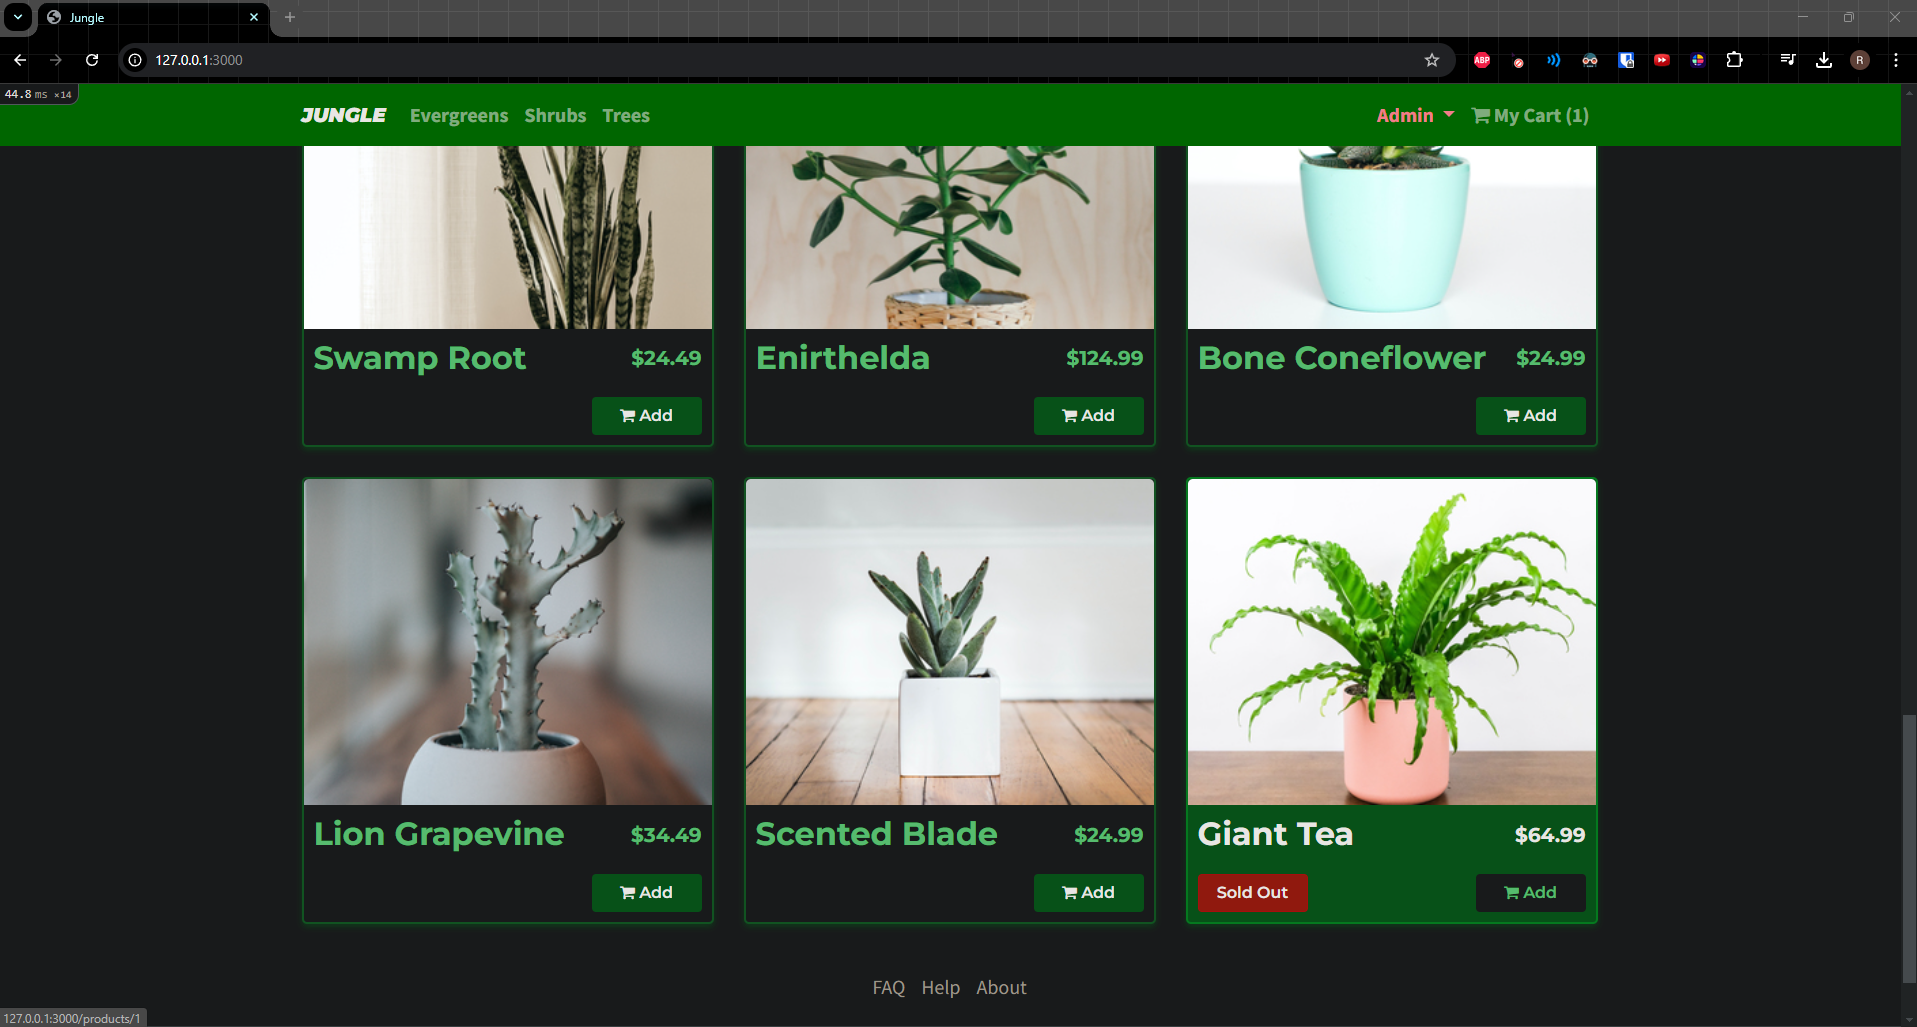 Jungle
127.0.0.1:3000
ABP
R
44.8 ms ×14
JUNGLE Evergreens Shrubs Trees Admin My Cart (1)
Swamp Root $24.49
Add
Enirthelda $124.99
Add
Bone Coneflower $24.99
Add
Lion Grapevine $34.49
Add
Scented Blade $24.99
Add
Giant Tea $64.99
Sold Out Add
FAQ Help About
127.0.0.1:3000/products/1